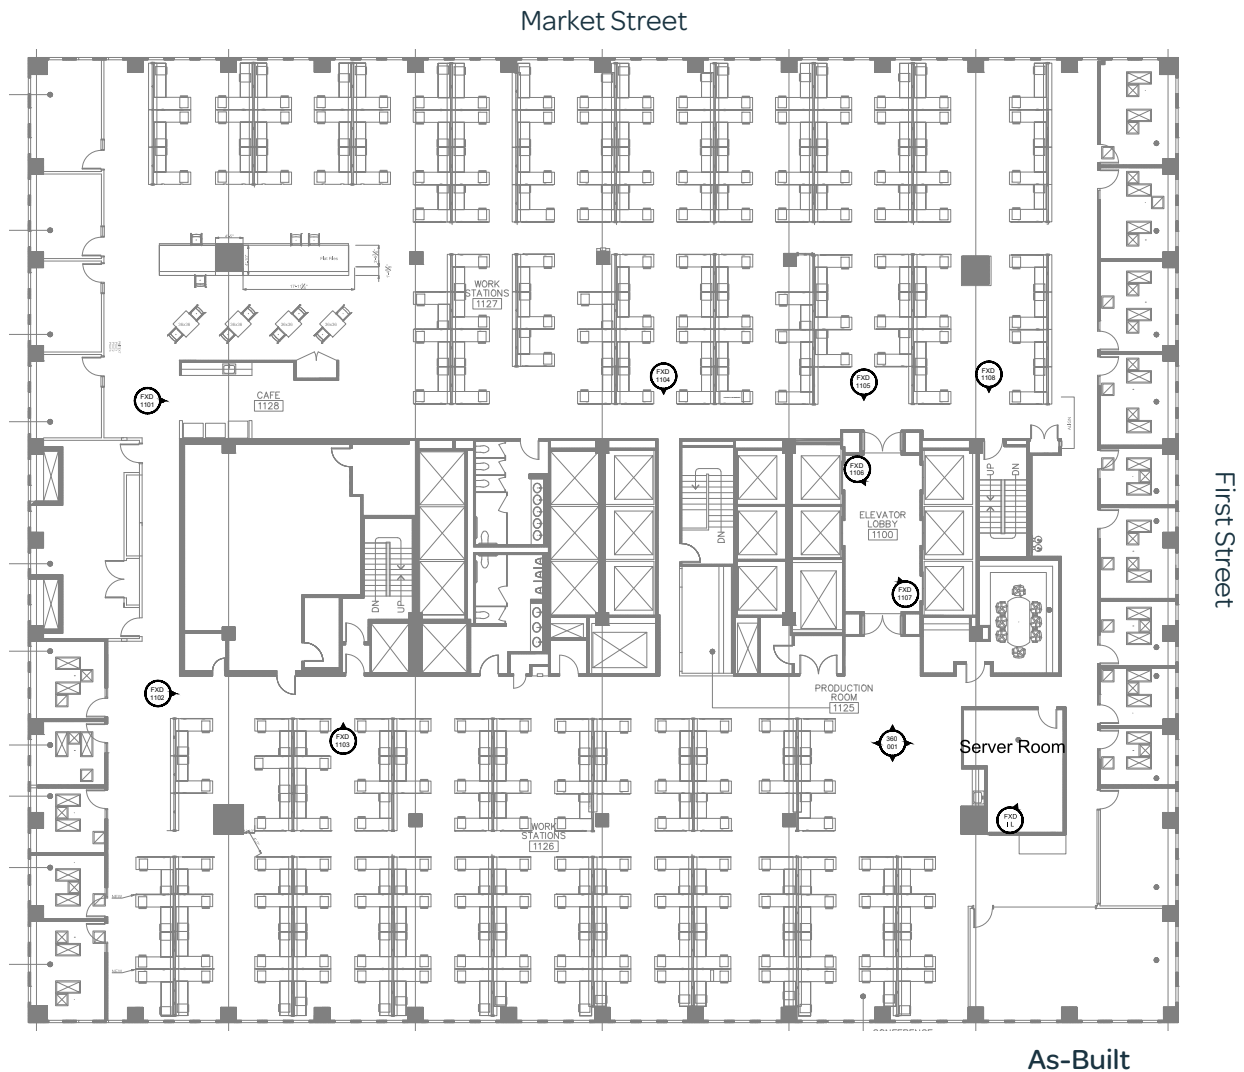 Market Street
WORK
STATIONS
1127
FXD
1104
FXD
1105
FXD
1108
FXD
1101
CAFE
1128
FXD
1106
UP
DN
First Street
ELEVATOR
LOBBY
1100
DN
FXD
1107
DN
UP
FXD
1102
PRODUCTION
ROOM
1125
FXD
1103
360
001
Server Room
FXD
WORK
STATIONS
1126
As-Built